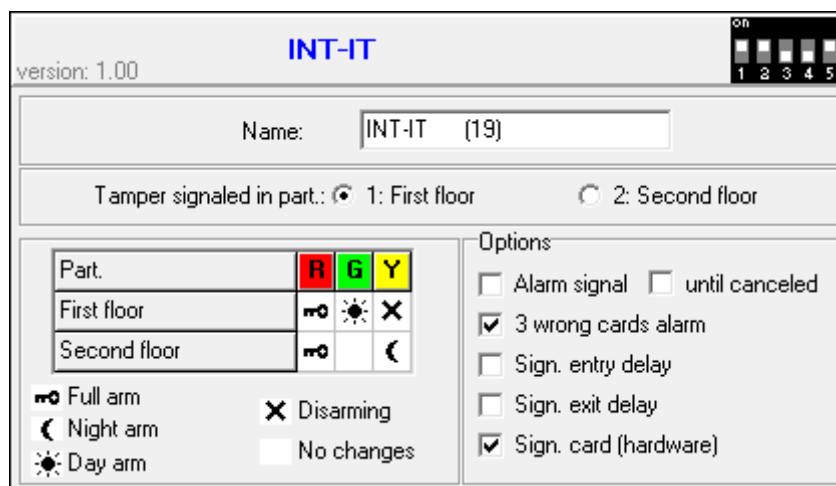 on
INT-IT
version: 1.00
1 2 3 4 5
Name: INT-IT (19)
Tamper signaled in part.: 1: First floor 2: Second floor
Part. R G Y
First floor
Second floor
Full arm
Night arm
Day arm
Disarming
No changes
Options
Alarm signal until canceled
3 wrong cards alarm
Sign. entry delay
Sign. exit delay
Sign. card (hardware)